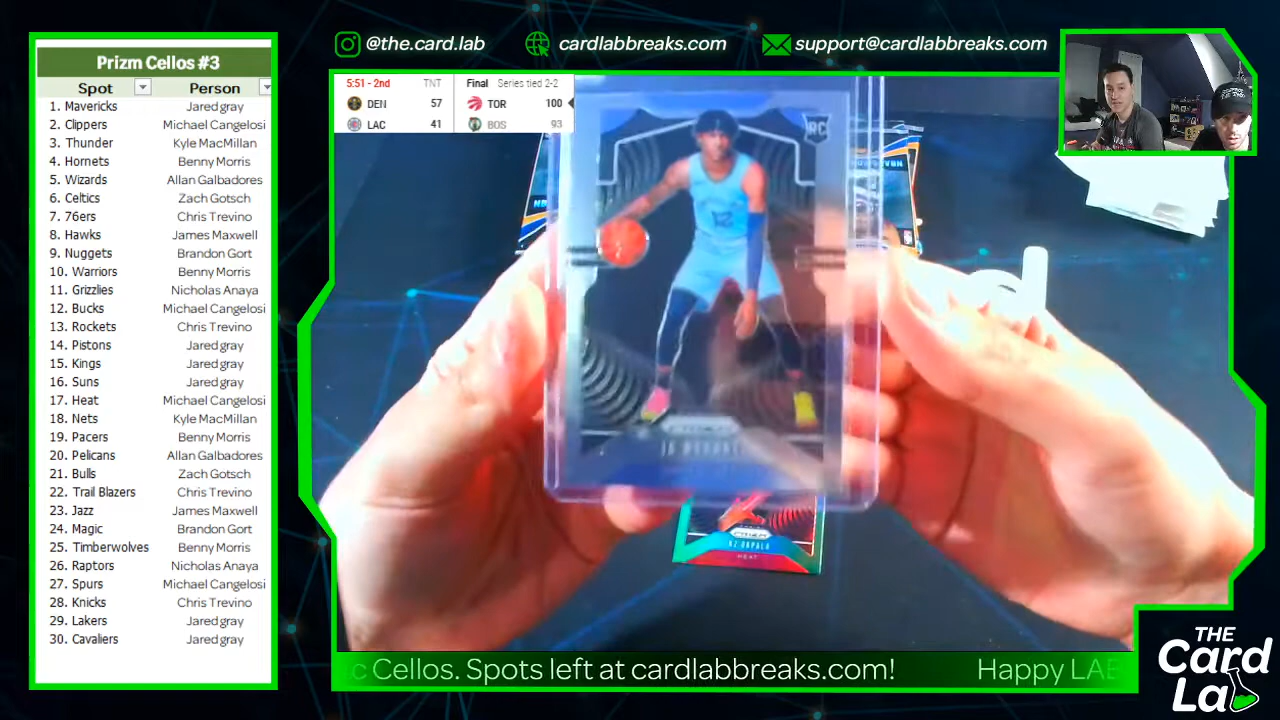 @the.card.lab
cardlabbreaks.com
support@cardlabbreaks.com
Prizm Cellos #3
Spot Person
1. Mavericks Jared gray
2. Clippers Michael Cangelosi
3. Thunder Kyle MacMillan
4. Hornets Benny Morris
5. Wizards Allan Galbadores
6. Celtics Zach Gotsch
7. 76ers Chris Trevino
8. Hawks James Maxwell
9. Nuggets Brandon Gort
10. Warriors Benny Morris
11. Grizzlies Nicholas Anaya
12. Bucks Michael Cangelosi
13. Rockets Chris Trevino
14. Pistons Jared gray
15. Kings Jared gray
16. Suns Jared gray
17. Heat Michael Cangelosi
18. Nets Kyle MacMillan
19. Pacers Benny Morris
20. Pelicans Allan Galbadores
21. Bulls Zach Gotsch
22. Trail Blazers Chris Trevino
23. Jazz James Maxwell
24. Magic Brandon Gort
25. Timberwolves Benny Morris
26. Raptors Nicholas Anaya
27. Spurs Michael Cangelosi
28. Knicks Chris Trevino
29. Lakers Jared gray
30. Cavaliers Jared gray
5:51 - 2nd TNT
DEN 57
LAC 41
Final Series tied 2-2
TOR 100
BOS 93
RC
12
PRIZM
JA MORANT
PRIZM
KZ OKPALA
HEAT
c Cellos. Spots left at cardlabbreaks.com! Happy LAB
THE
Card
La